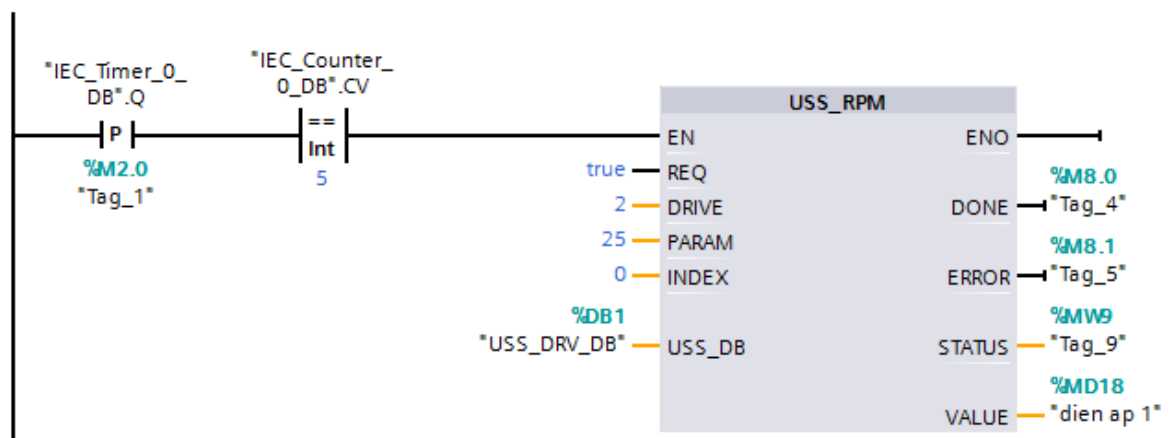 "IEC_Timer_0_
DB".Q
P
%M2.0
"Tag_1"
"IEC_Counter_
0_DB".CV
==
Int
5
USS_RPM
EN
ENO
true
REQ
%M8.0
2
DRIVE
DONE
"Tag_4"
25
PARAM
%M8.1
0
INDEX
ERROR
"Tag_5"
%DB1
%MW9
"USS_DRV_DB"
USS_DB
STATUS
"Tag_9"
%MD18
VALUE
"dien ap 1"